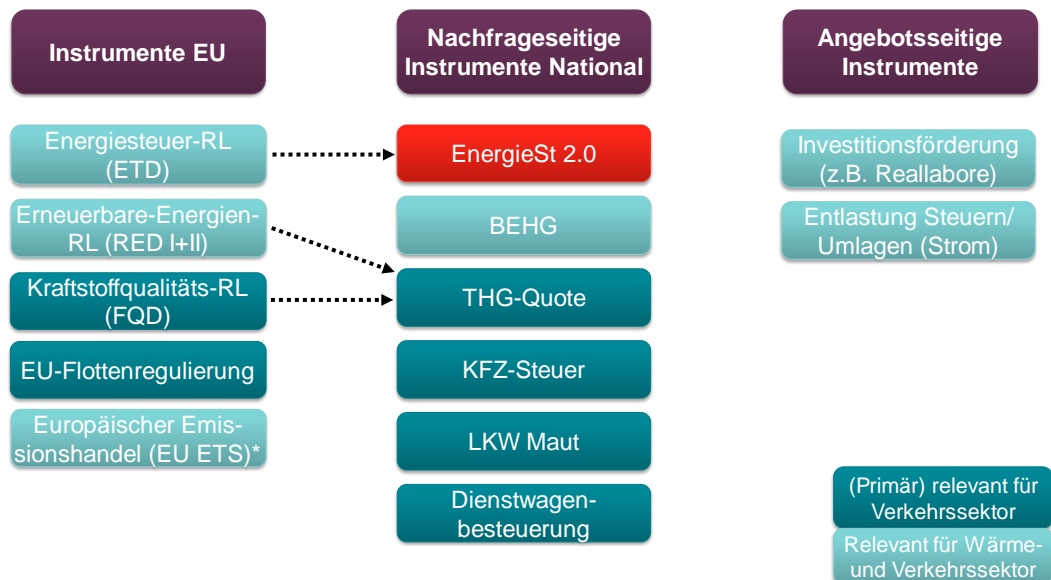 Instrumente EU
Energiesteuer-RL
(ETD)
Erneuerbare-Energien-
RL (RED I+II)
Kraftstoffqualitäts-RL
(FQD)
EU-Flottenregulierung
Europäischer Emis-
sionshandel (EU ETS)*
Nachfrageseitige
Instrumente National
EnergieSt 2.0
BEHG
THG-Quote
KFZ-Steuer
LKW Maut
Dienstwagen-
besteuerung
Angebotsseitige
Instrumente
Investitionsförderung
(z.B. Reallabore)
Entlastung Steuern/
Umlagen (Strom)
(Primär) relevant für
Verkehrssektor
Relevant für Wärme-
und Verkehrssektor